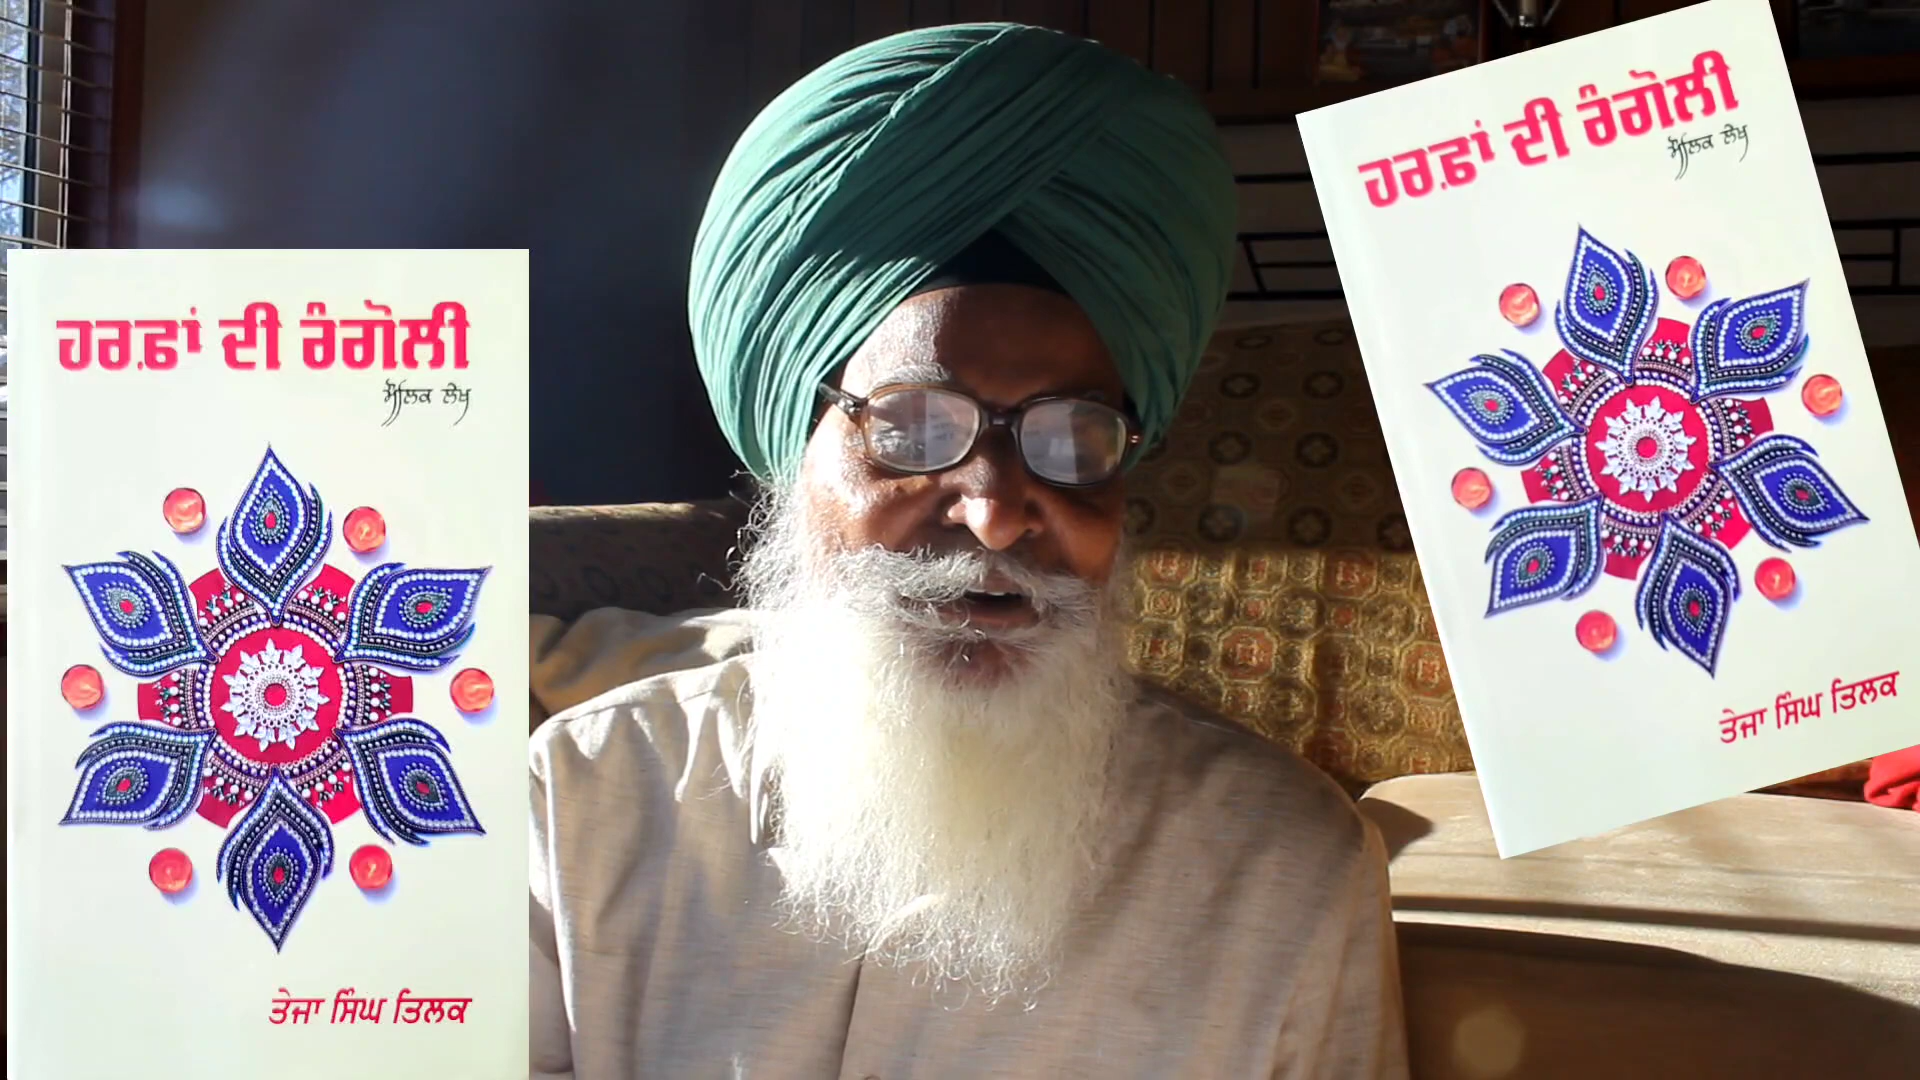 ਹਰਫ਼ਾਂ ਦੀ ਰੰਗੋਲੀ
ਮੌਲਿਕ ਲੇਖ
ਤੇਜਾ ਸਿੰਘ ਤਿਲਕ
ਹਰਫ਼ਾਂ ਦੀ ਰੰਗੋਲੀ
ਮੌਲਿਕ ਲੇਖ
ਤੇਜਾ ਸਿੰਘ ਤਿਲਕ